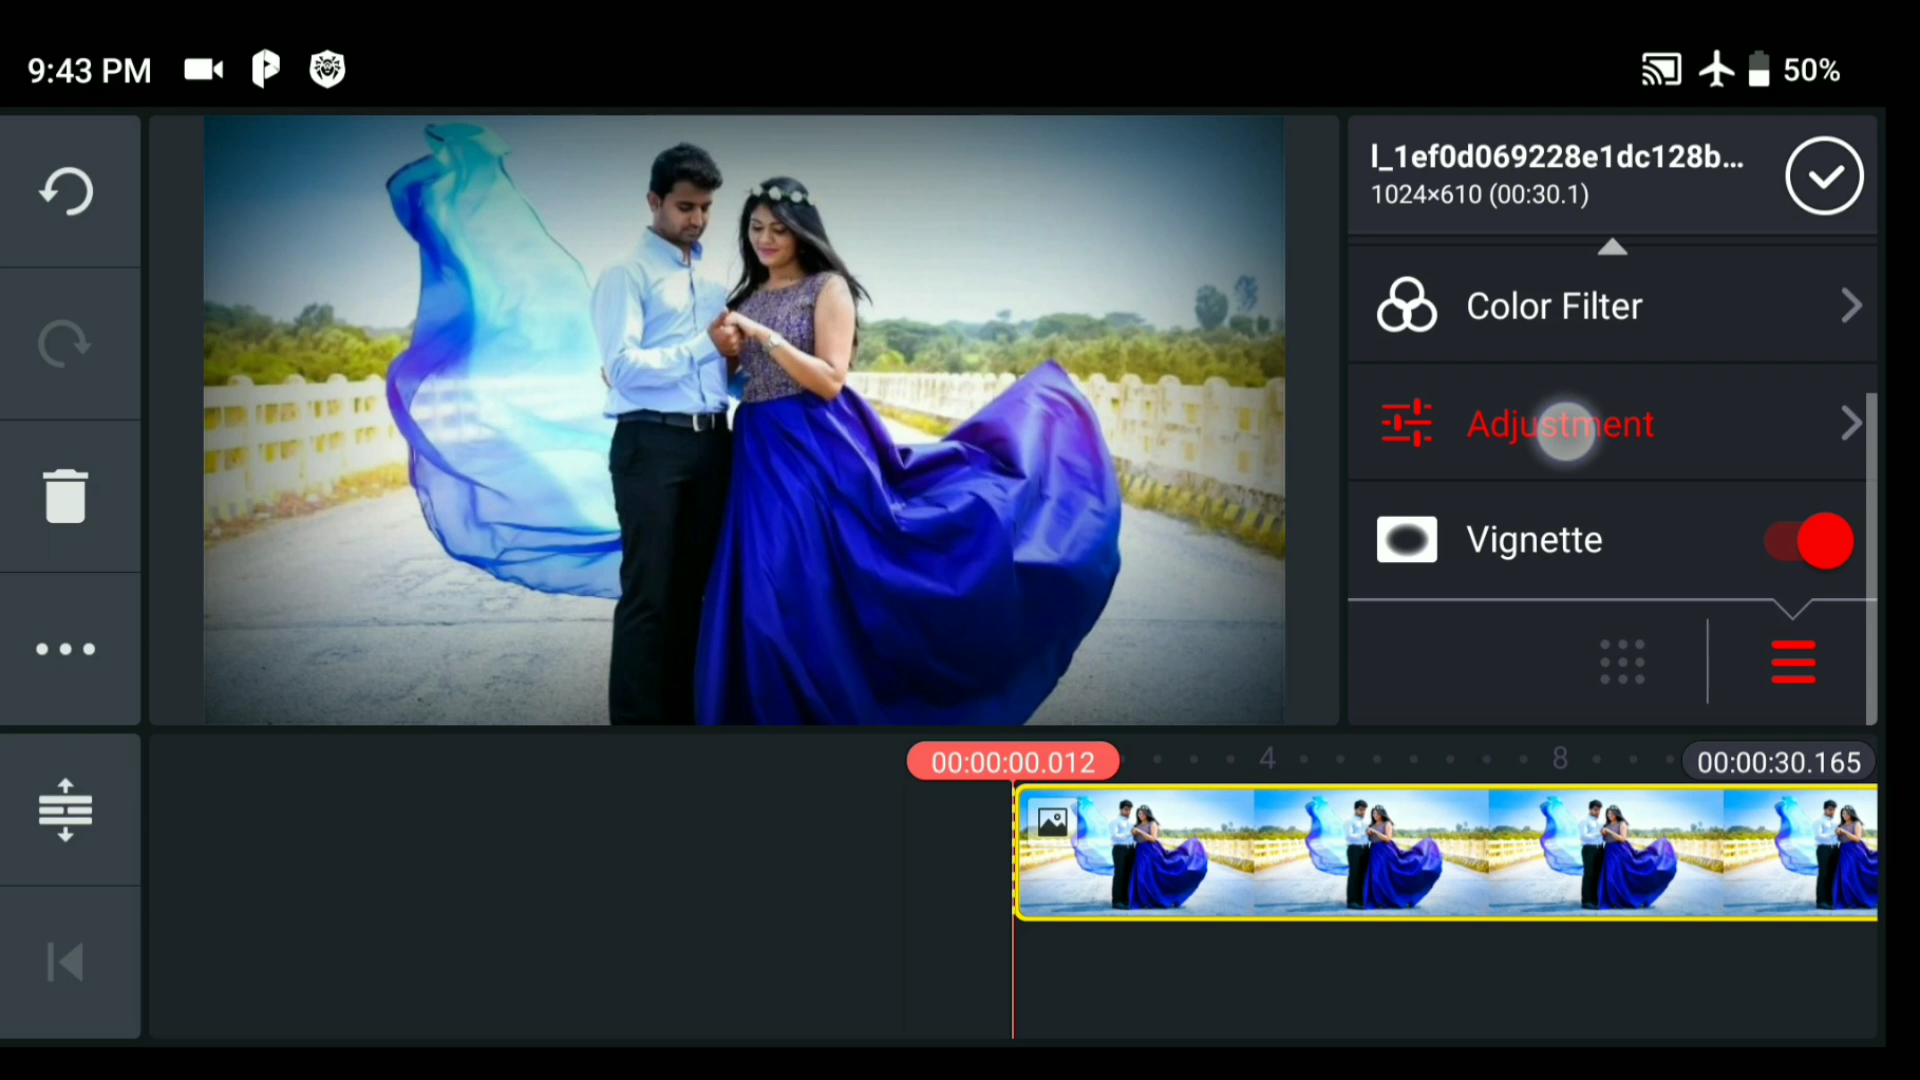 9:43 PM
50%
l_1ef0d069228e1dc128b...
1024×610 (00:30.1)
Color Filter
Adjustment
Vignette
00:00:00.012
4
8
00:00:30.165